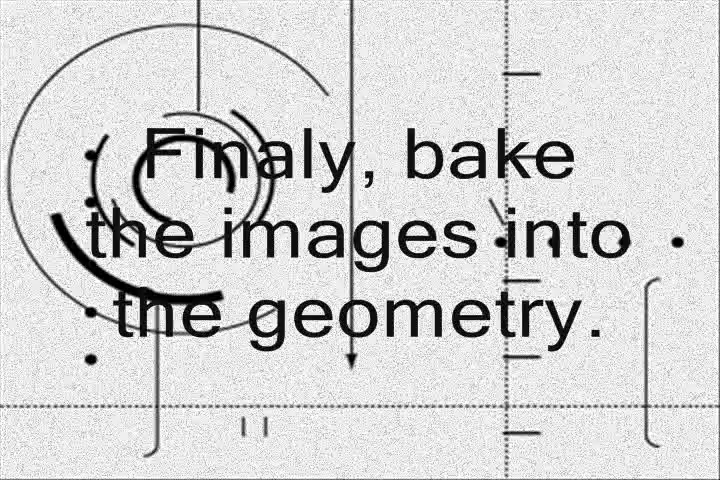 Finaly, bake
the images into
the geometry.